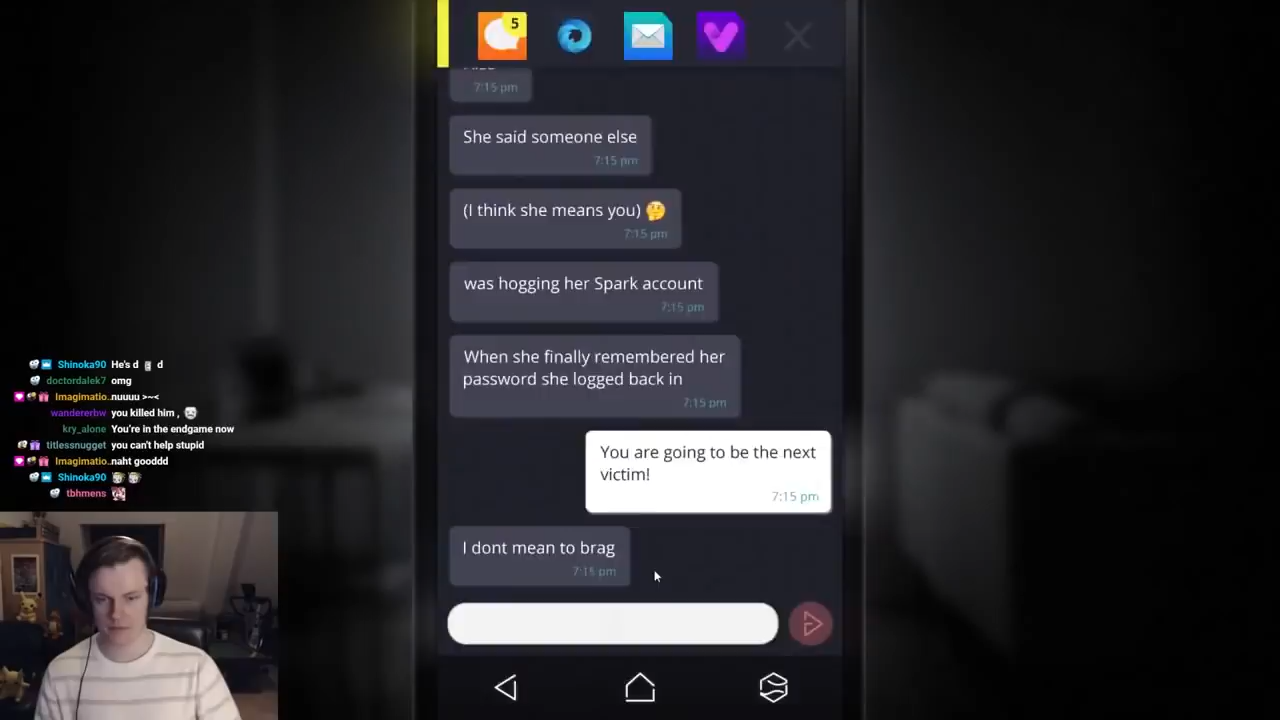 5
7:15 pm
She said someone else
7:15 pm
(I think she means you) 🤔
7:15 pm
was hogging her Spark account
7:15 pm
When she finally remembered her
password she logged back in
7:15 pm
You are going to be the next
victim!
7:15 pm
I dont mean to brag
7:15 pm
Shinoka90 He's d d
doctordalek7 omg
Imagimatio.. nuuuu >~<
wandererbw you killed him ,
kry_alone You're in the endgame now
titlessnugget you can't help stupid
Imagimatio.. naht gooddd
Shinoka90
tbhmens